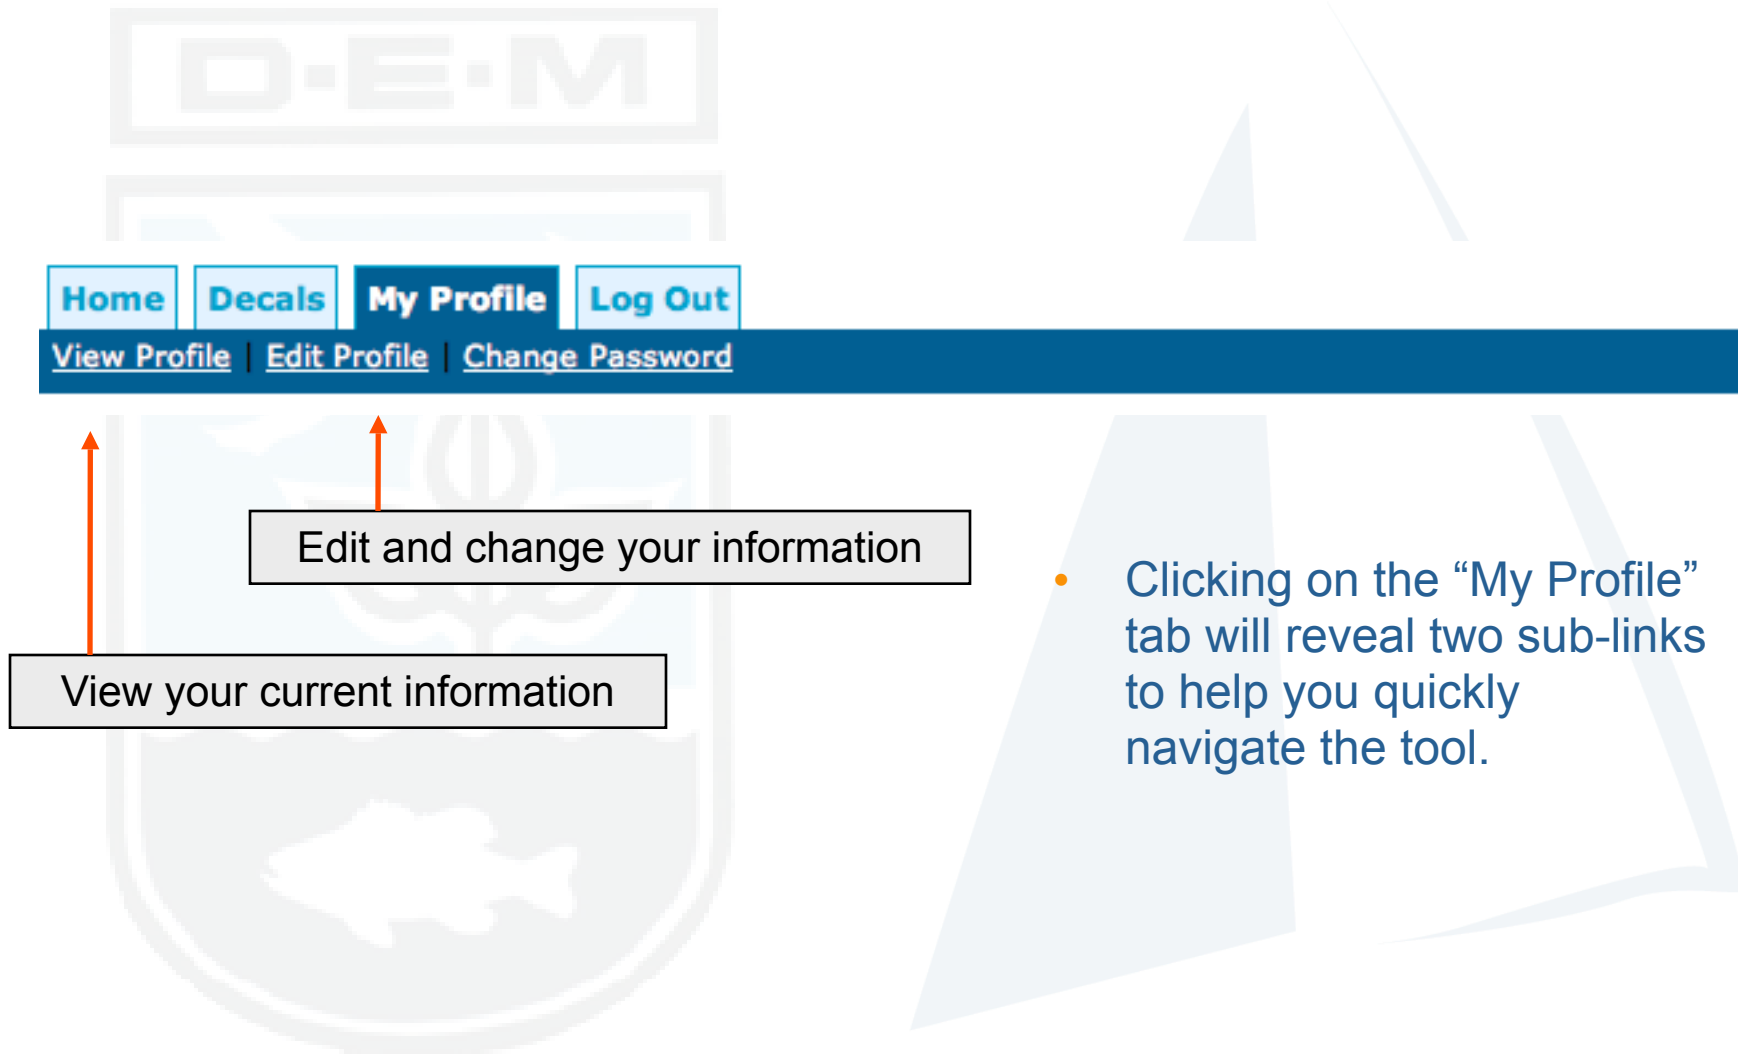 D·E·M
Home Decals My Profile Log Out
View Profile | Edit Profile | Change Password
Edit and change your information
View your current information
• Clicking on the “My Profile”
tab will reveal two sub-links
to help you quickly
navigate the tool.